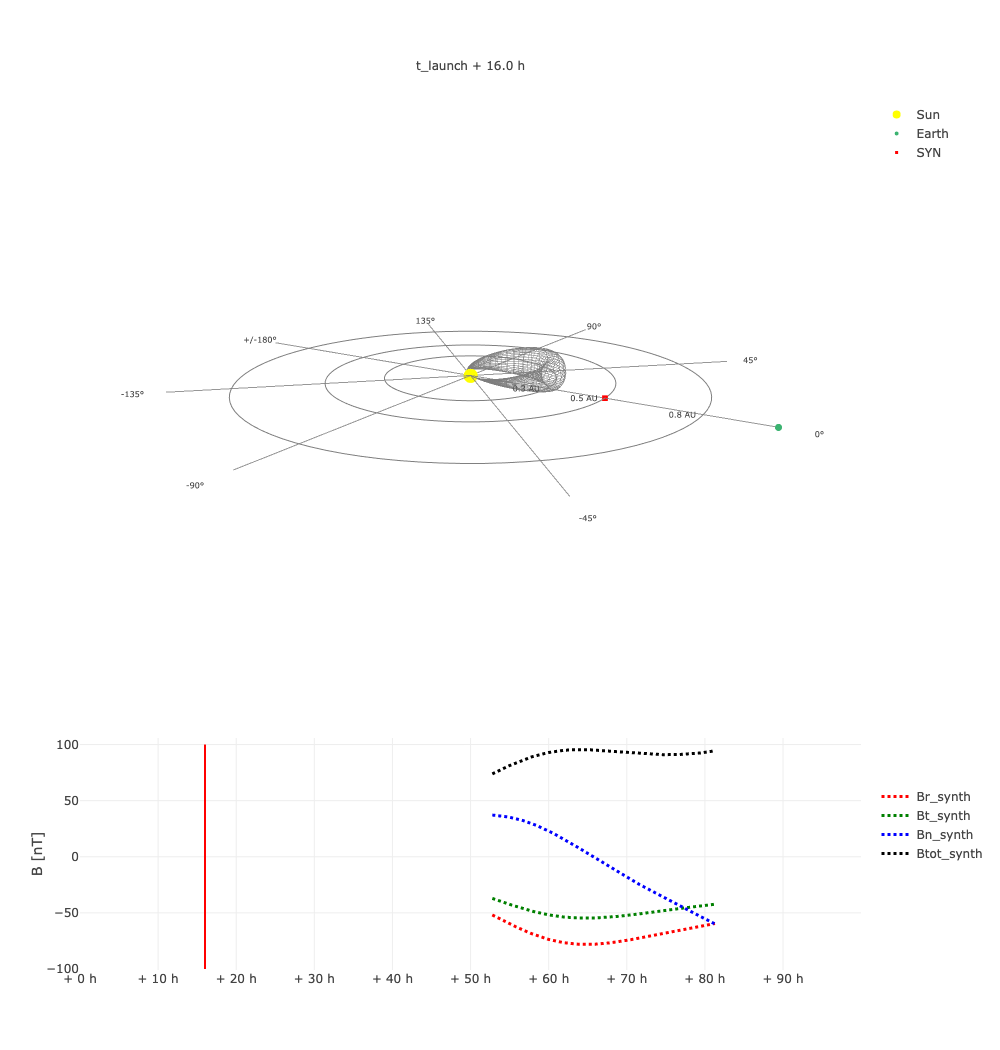 t_launch + 16.0 h
Sun
Earth
SYN
135°
90°
+/-180°
45°
-135°
0.3 AU
0.5 AU
0.8 AU
0°
-90°
-45°
100
50
0
−50
−100
B [nT]
+ 0 h
+ 10 h
+ 20 h
+ 30 h
+ 40 h
+ 50 h
+ 60 h
+ 70 h
+ 80 h
+ 90 h
Br_synth
Bt_synth
Bn_synth
Btot_synth